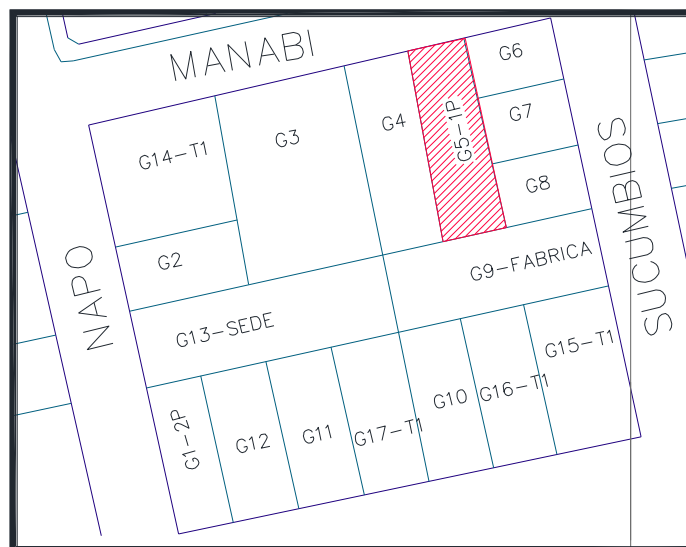 MANABI
G6
G7
G8
G5-1P
G4
G3
G14-T1
G2
NAPO
SUCUMBIOS
G9-FABRICA
G13-SEDE
G15-T1
G16-T1
G10
G17-T1
G11
G12
G1-2P